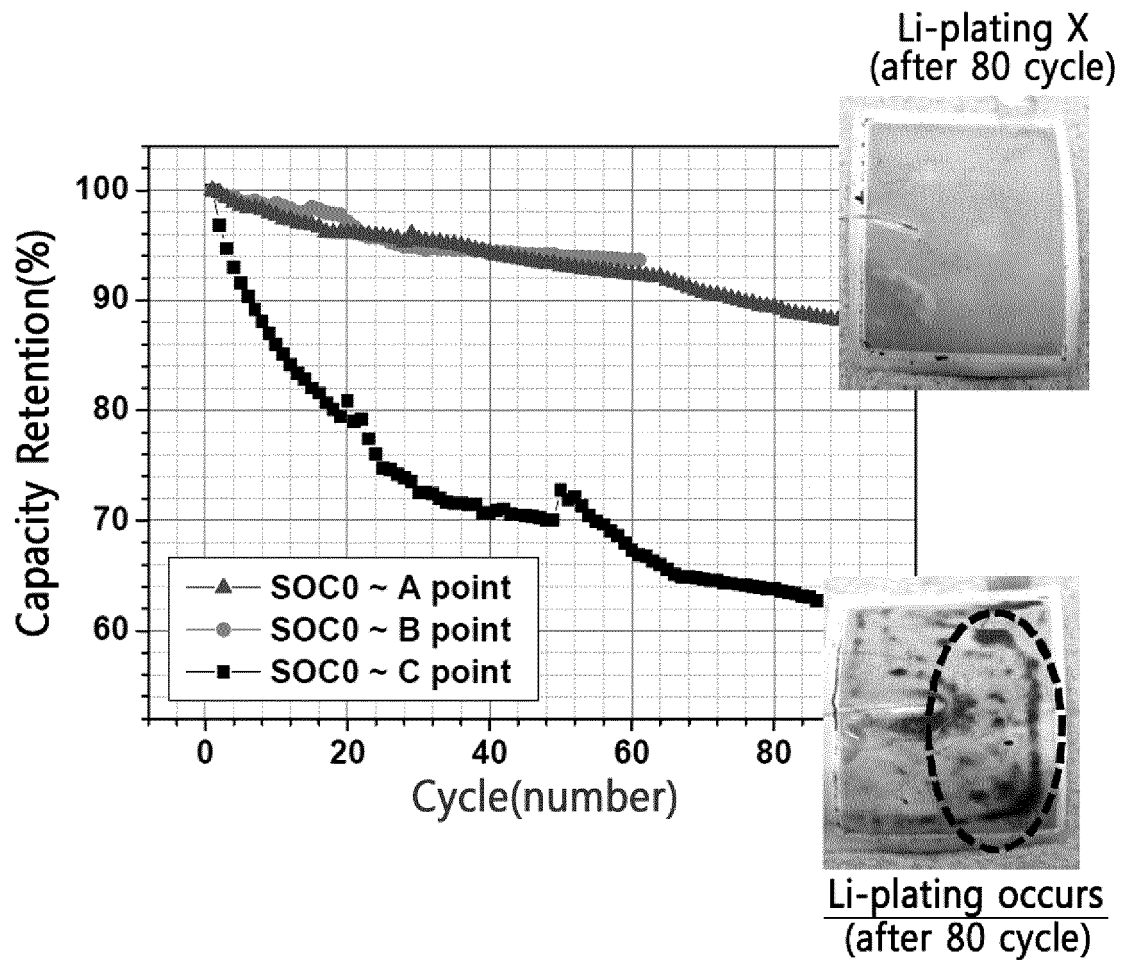 Li-plating X
(after 80 cycle)
100
90
80
70
60
Capacity Retention(%)
SOC0 ~ A point
SOC0 ~ B point
SOC0 ~ C point
0 20 40 60 80
Cycle(number)
Li-plating occurs
(after 80 cycle)